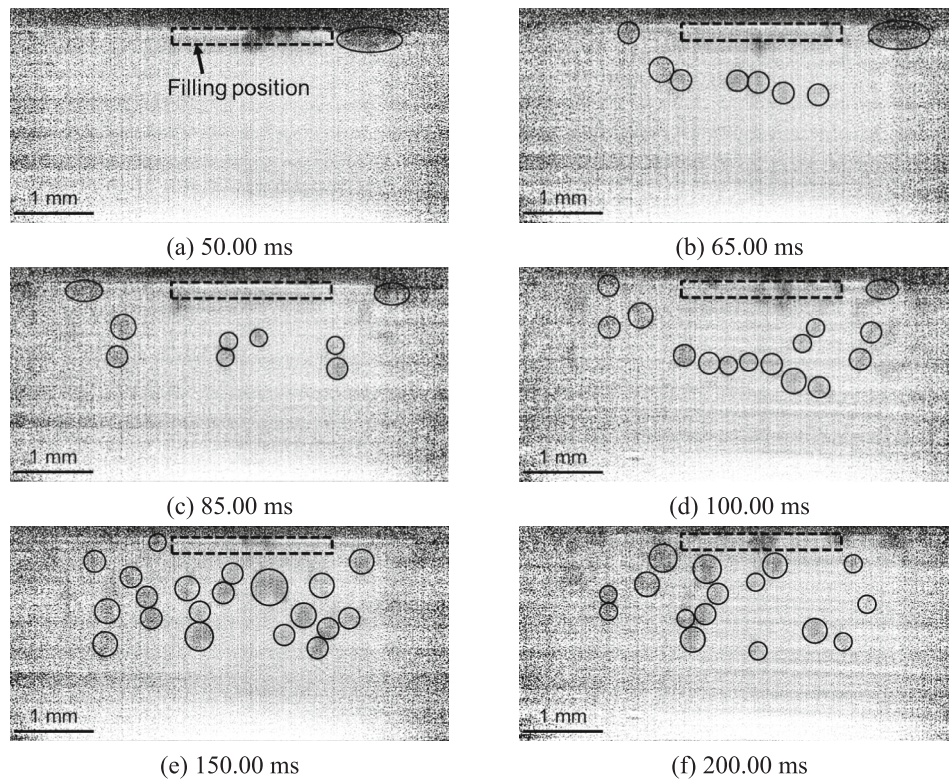 Filling position
1 mm
1 mm
(a) 50.00 ms
(b) 65.00 ms
1 mm
1 mm
(c) 85.00 ms
(d) 100.00 ms
1 mm
1 mm
(e) 150.00 ms
(f) 200.00 ms